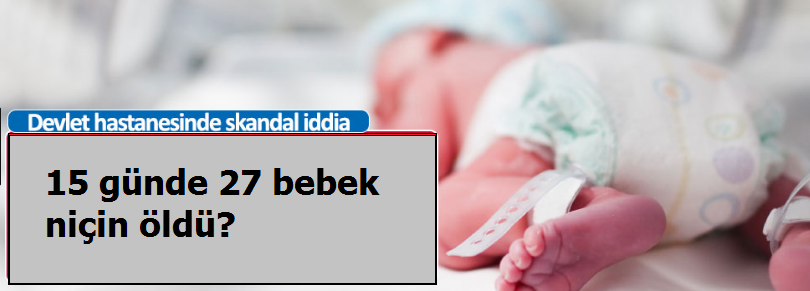 Devlet hastanesinde skandal iddia
15 günde 27 bebek
niçin öldü?